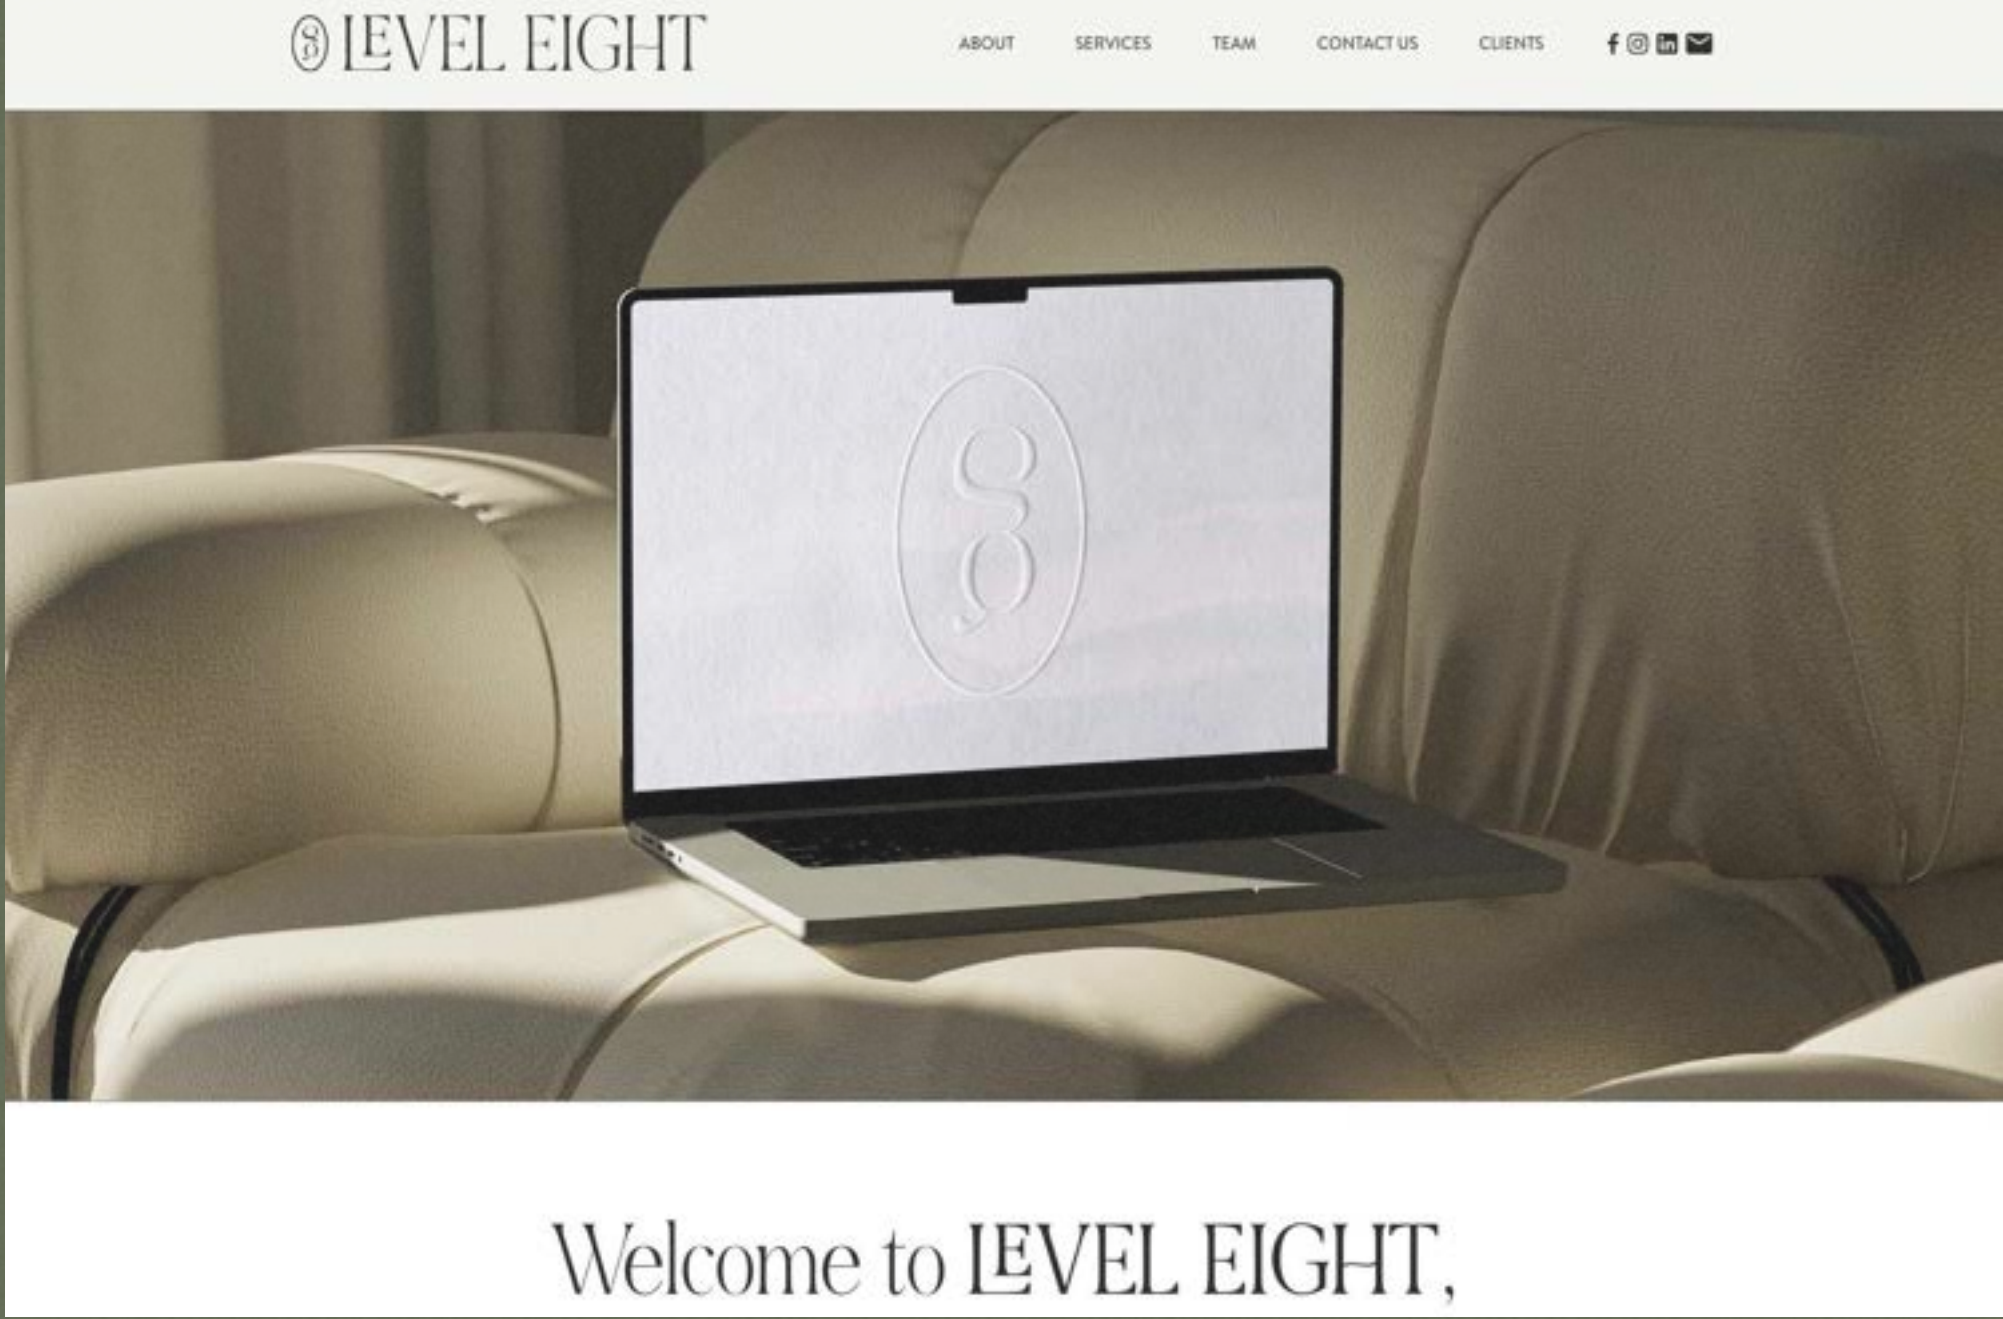 LEVEL EIGHT
ABOUT SERVICES TEAM CONTACT US CLIENTS
Welcome to LEVEL EIGHT,